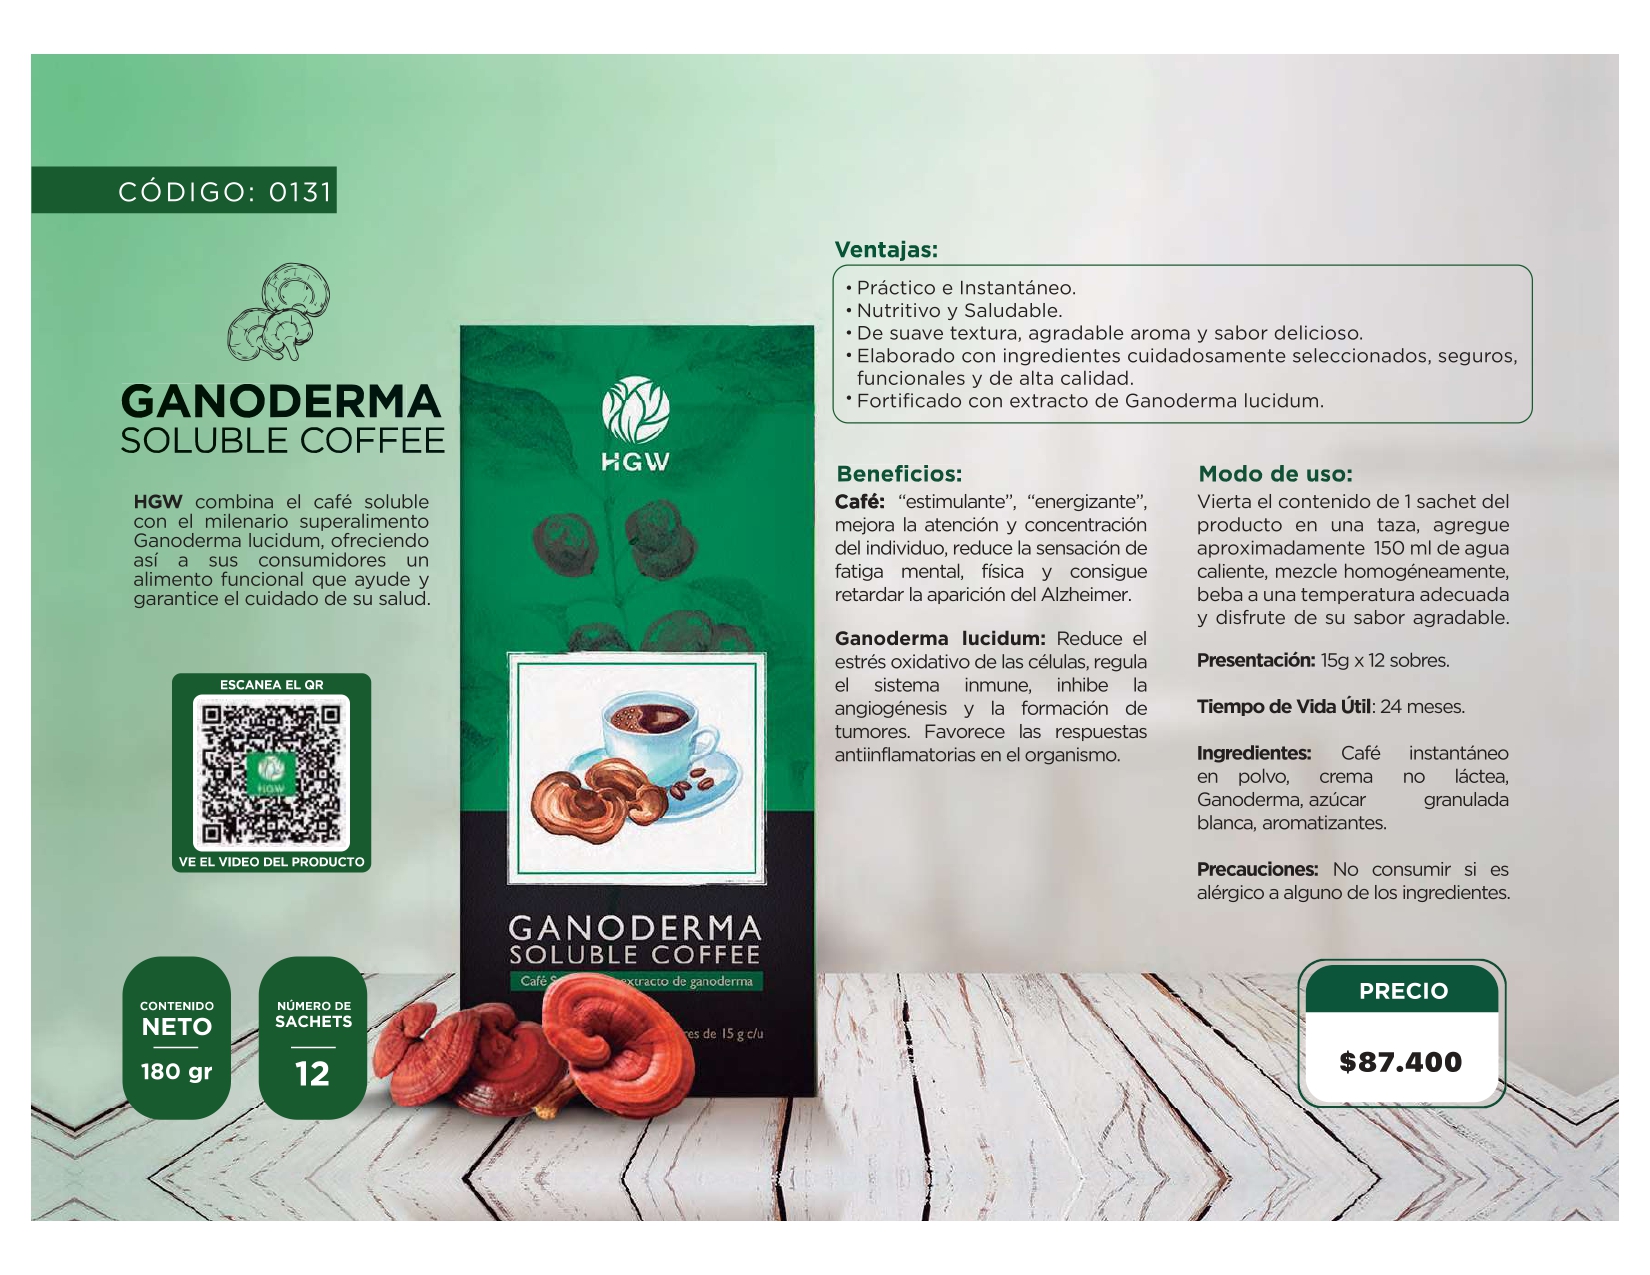 CÓDIGO: 0131
GANODERMA
SOLUBLE COFFEE
HGW combina el café soluble
con el milenario superalimento
Ganoderma lucidum, ofreciendo
así a sus consumidores un
alimento funcional que ayude y
garantice el cuidado de su salud.
ESCANEA EL QR
HGW
VE EL VIDEO DEL PRODUCTO
CONTENIDO
NETO
180 gr
NÚMERO DE
SACHETS
12
HGW
GANODERMA
SOLUBLE COFFEE
Café extracto de ganoderma
de 15 g c/u
Ventajas:
• Práctico e Instantáneo.
• Nutritivo y Saludable.
• De suave textura, agradable aroma y sabor delicioso.
• Elaborado con ingredientes cuidadosamente seleccionados, seguros,
funcionales y de alta calidad.
• Fortificado con extracto de Ganoderma lucidum.
Beneficios:
Café: “estimulante”, “energizante”,
mejora la atención y concentración
del individuo, reduce la sensación de
fatiga mental, física y consigue
retardar la aparición del Alzheimer.
Ganoderma lucidum: Reduce el
estrés oxidativo de las células, regula
el sistema inmune, inhibe la
angiogénesis y la formación de
tumores. Favorece las respuestas
antiinflamatorias en el organismo.
Modo de uso:
Vierta el contenido de 1 sachet del
producto en una taza, agregue
aproximadamente 150 ml de agua
caliente, mezcle homogéneamente,
beba a una temperatura adecuada
y disfrute de su sabor agradable.
Presentación: 15g x 12 sobres.
Tiempo de Vida Útil: 24 meses.
Ingredientes: Café instantáneo
en polvo, crema no láctea,
Ganoderma, azúcar granulada
blanca, aromatizantes.
Precauciones: No consumir si es
alérgico a alguno de los ingredientes.
PRECIO
$87.400